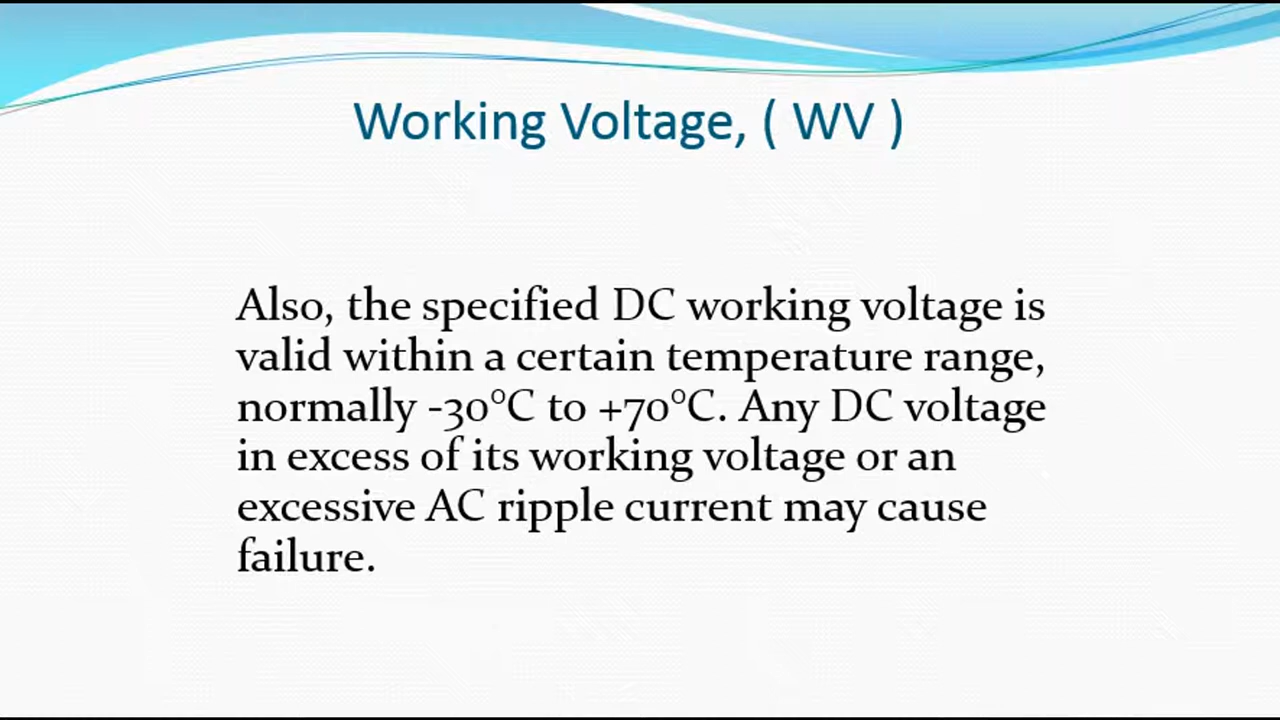 Working Voltage, ( WV )
Also, the specified DC working voltage is
valid within a certain temperature range,
normally -30°C to +70°C. Any DC voltage
in excess of its working voltage or an
excessive AC ripple current may cause
failure.